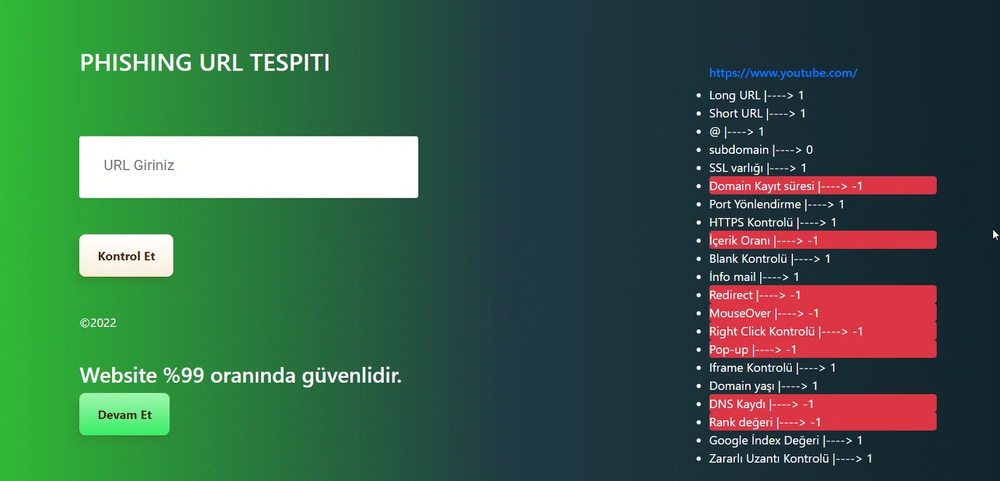 PHISHING URL TESPITI
URL Giriniz
Kontrol Et
©2022
Website %99 oranında güvenlidir.
Devam Et
https://www.youtube.com/
Long URL |----> 1
Short URL |----> 1
@ |----> 1
subdomain |----> 0
SSL varlığı |----> 1
Domain Kayıt süresi |----> -1
Port Yönlendirme |----> 1
HTTPS Kontrolü |----> 1
İçerik Oranı |----> -1
Blank Kontrolü |----> 1
İnfo mail |----> 1
Redirect |----> -1
MouseOver |----> -1
Right Click Kontrolü |----> -1
Pop-up |----> -1
Iframe Kontrolü |----> 1
Domain yaşı |----> 1
DNS Kaydı |----> -1
Rank değeri |----> -1
Google İndex Değeri |----> 1
Zararlı Uzantı Kontrolü |----> 1